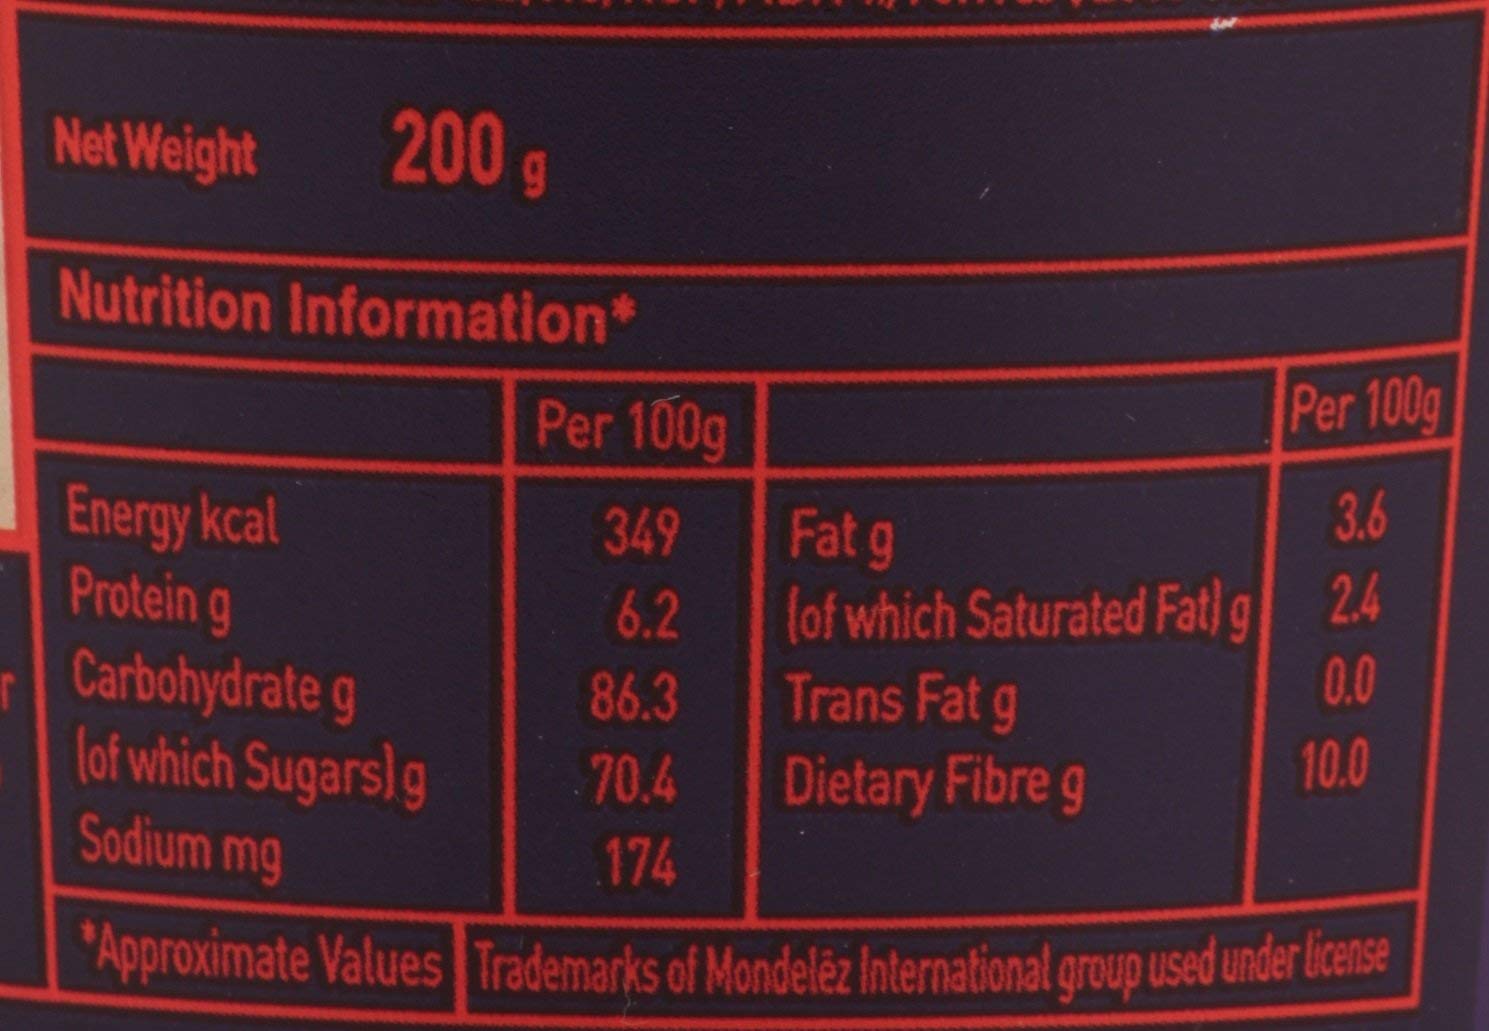 Net Weight 200 g
Nutrition Information*
Per 100g Per 100g
Energy kcal 349 Fat g 3.6
Protein g 6.2 (of which Saturated Fat) g 2.4
Carbohydrate g 86.3 Trans Fat g 0.0
(of which Sugars) g 70.4 Dietary Fibre g 10.0
Sodium mg 174
*Approximate Values Trademarks of Mondelēz International group used under license